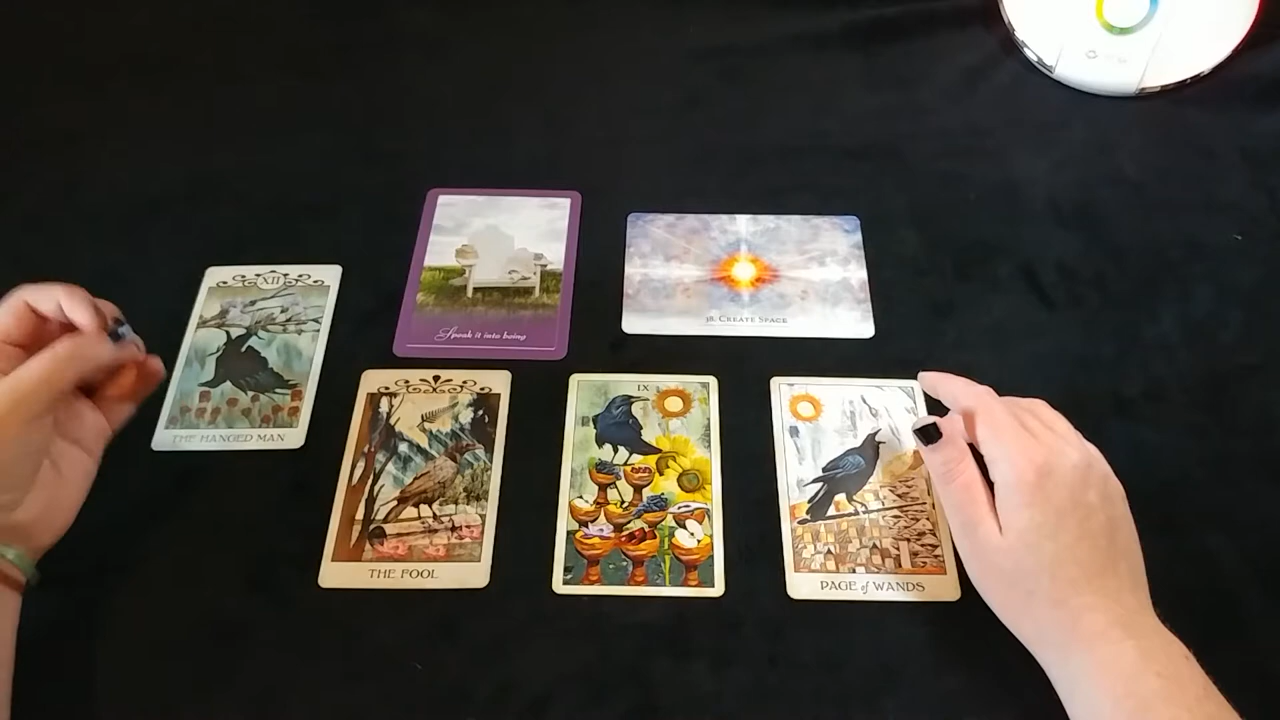 Speak it into being
38. CREATE SPACE
XII
THE HANGED MAN
THE FOOL
IX
PAGE of WANDS